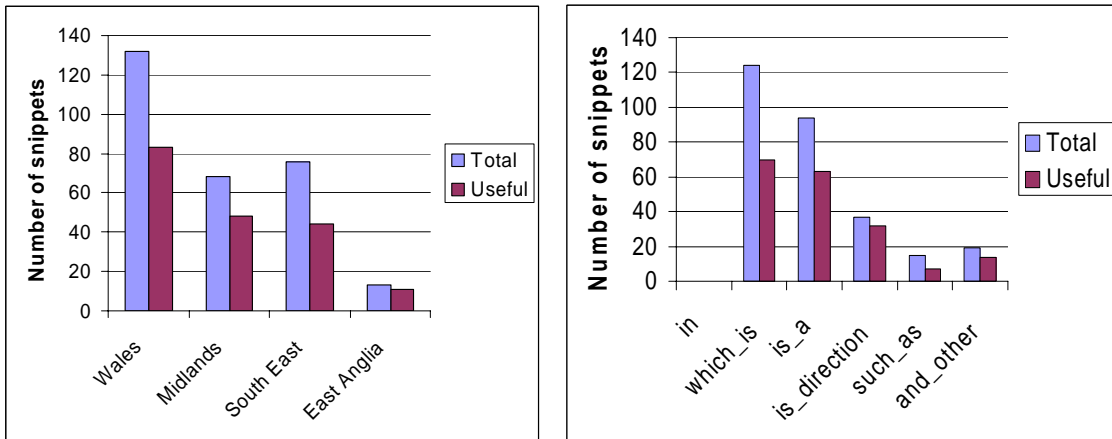 Number of snippets
140
120
100
80
60
40
20
0
Wales
Midlands
South East
East Anglia
Total
Useful
Number of snippets
140
120
100
80
60
40
20
0
in
which_is
is_a
is_direction
such_as
and_other
Total
Useful